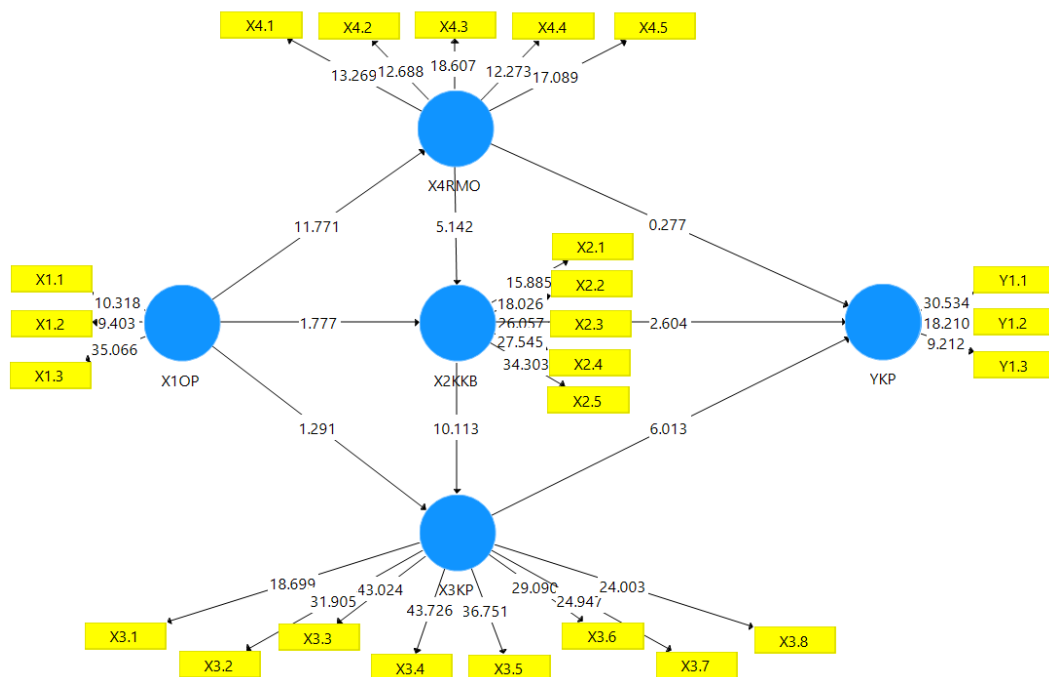 X4.1
X4.2
X4.3
X4.4
X4.5
13.269
12.688
18.607
12.273
17.089
X4RMO
11.771
5.142
0.277
X1.1
X1.2
X1.3
10.318
9.403
35.066
X1OP
1.777
X2KKB
15.885
18.026
26.057
27.545
34.303
X2.1
X2.2
X2.3
X2.4
X2.5
2.604
YKP
30.534
18.210
9.212
Y1.1
Y1.2
Y1.3
1.291
10.113
6.013
X3KP
18.699
31.905
43.024
43.726
36.751
29.090
24.947
24.003
X3.1
X3.2
X3.3
X3.4
X3.5
X3.6
X3.7
X3.8